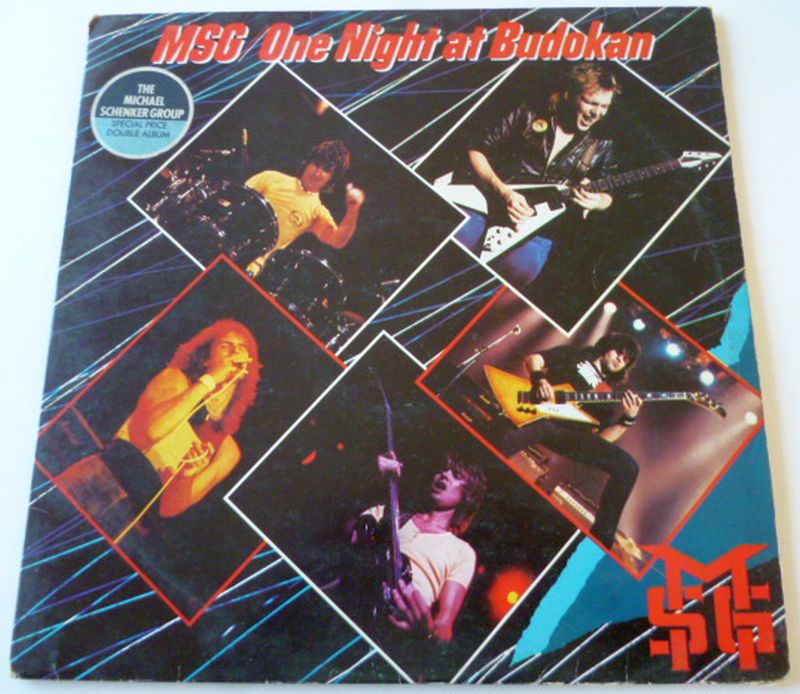 MSG One Night at Budokan
THE
MICHAEL
SCHENKER GROUP
SPECIAL PRICE
DOUBLE ALBUM
MSG